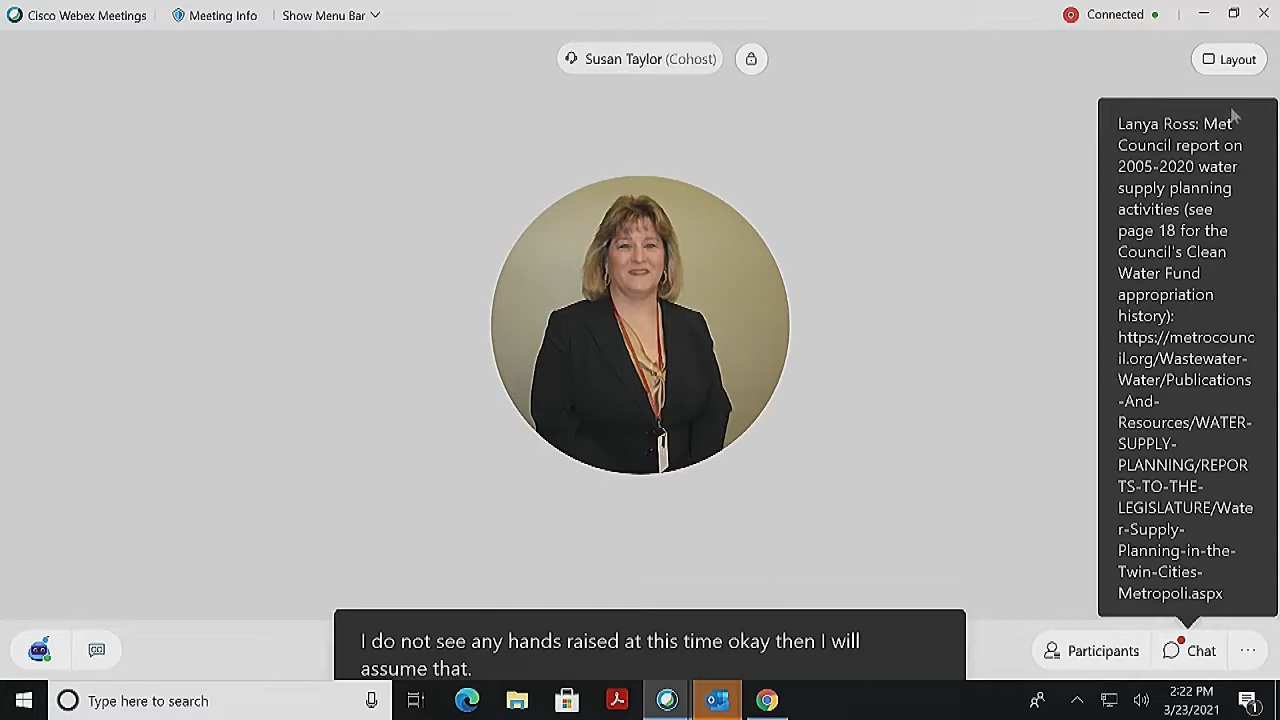 Cisco Webex Meetings
Meeting Info
Show Menu Bar
Connected
Susan Taylor (Cohost)
Layout
Lanya Ross: Met
Council report on
2005-2020 water
supply planning
activities (see
page 18 for the
Council's Clean
Water Fund
appropriation
history):
https://metrocounc
il.org/Wastewater-
Water/Publications
-And-
Resources/WATER-
SUPPLY-
PLANNING/REPOR
TS-TO-THE-
LEGISLATURE/Wate
r-Supply-
Planning-in-the-
Twin-Cities-
Metropoli.aspx
I do not see any hands raised at this time okay then I will
assume that.
Participants
Chat
Type here to search
2:22 PM
3/23/2021
1